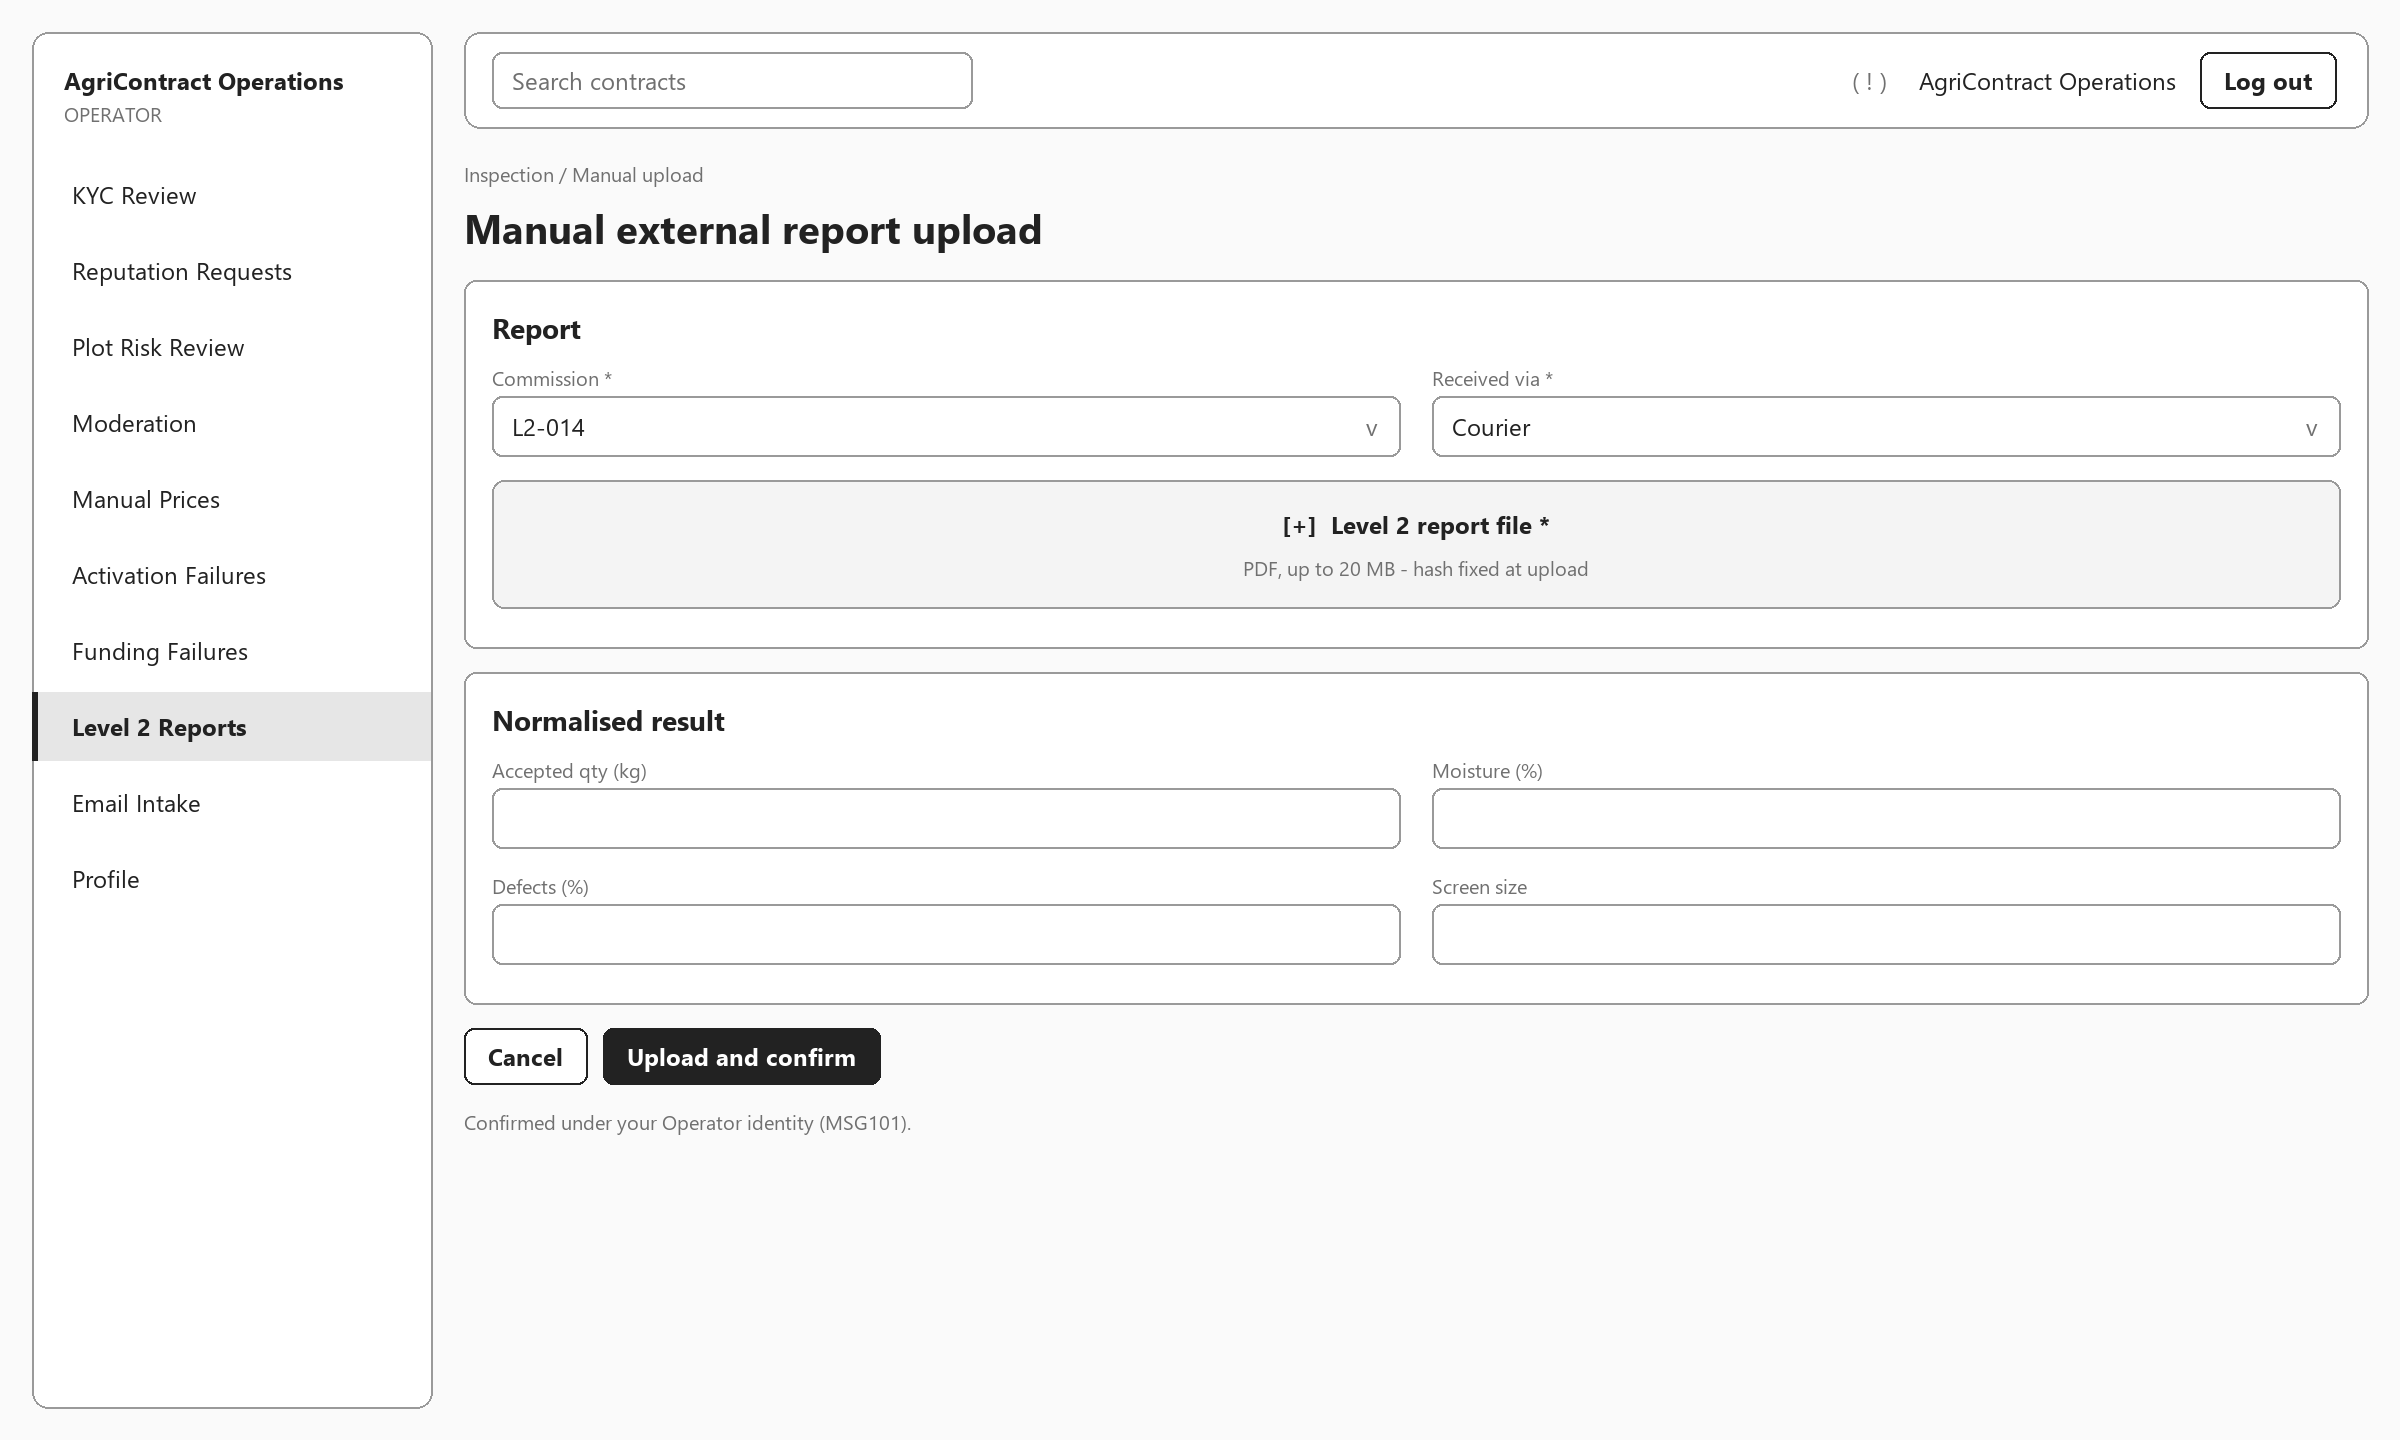 AgriContract Operations
OPERATOR
KYC Review
Reputation Requests
Plot Risk Review
Moderation
Manual Prices
Activation Failures
Funding Failures
Level 2 Reports
Email Intake
Profile
Search contracts
( ! )
AgriContract Operations
Log out
Inspection / Manual upload
Manual external report upload
Report
Commission *
L2-014 v
Received via *
Courier v
[+] Level 2 report file *
PDF, up to 20 MB - hash fixed at upload
Normalised result
Accepted qty (kg)
Moisture (%)
Defects (%)
Screen size
Cancel
Upload and confirm
Confirmed under your Operator identity (MSG101).